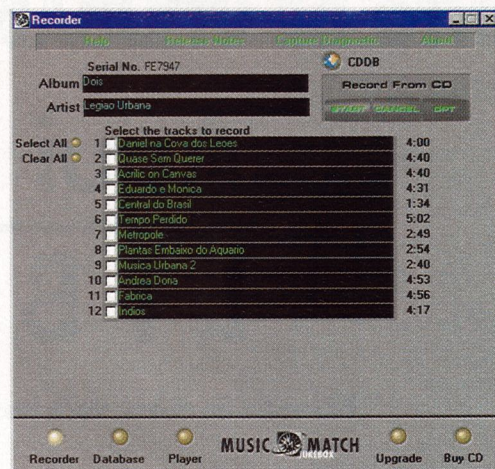 Recorder
Help Release Notes Capture Diagnostic About
Serial No. FE7947
CDDB
Album Dois
Record From CD
Artist Legiao Urbana
START CANCEL OPT
Select the tracks to record
Select All 1 Daniel na Cova dos Leoes 4:00
Clear All 2 Quase Sem Querer 4:40
3 Acrilic on Canvas 4:40
4 Eduardo e Monica 4:31
5 Central do Brasil 1:34
6 Tempo Perdido 5:02
7 Metropole 2:49
8 Plantas Embaixo do Aquario 2:54
9 Musica Urbana 2 2:40
10 Andrea Doria 4:53
11 Fabrica 4:56
12 Indios 4:17
Recorder Database Player MUSIC MATCH JUKEBOX Upgrade Buy CD